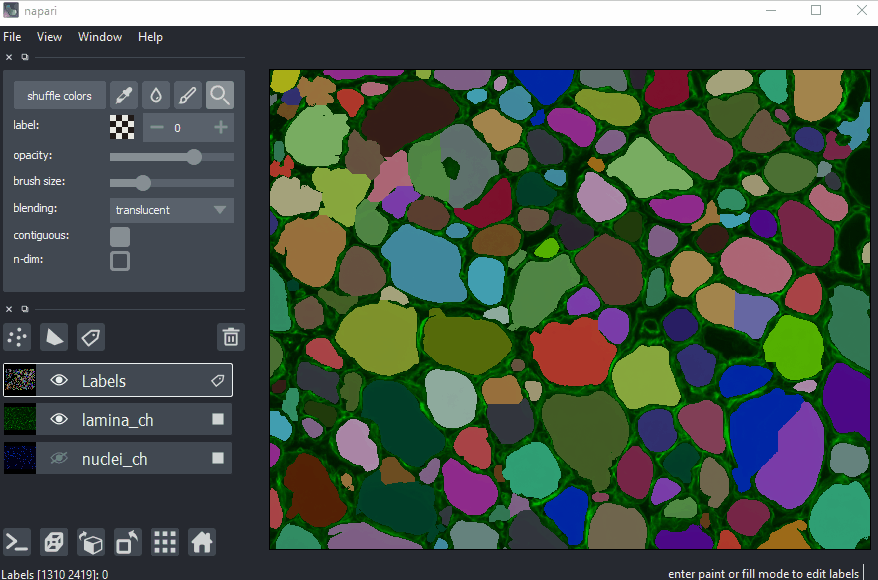 napari
File View Window Help
shuffle colors
label: 0
opacity:
brush size:
blending: translucent
contiguous:
n-dim:
Labels
lamina_ch
nuclei_ch
Labels [1310 2419]: 0
enter paint or fill mode to edit labels